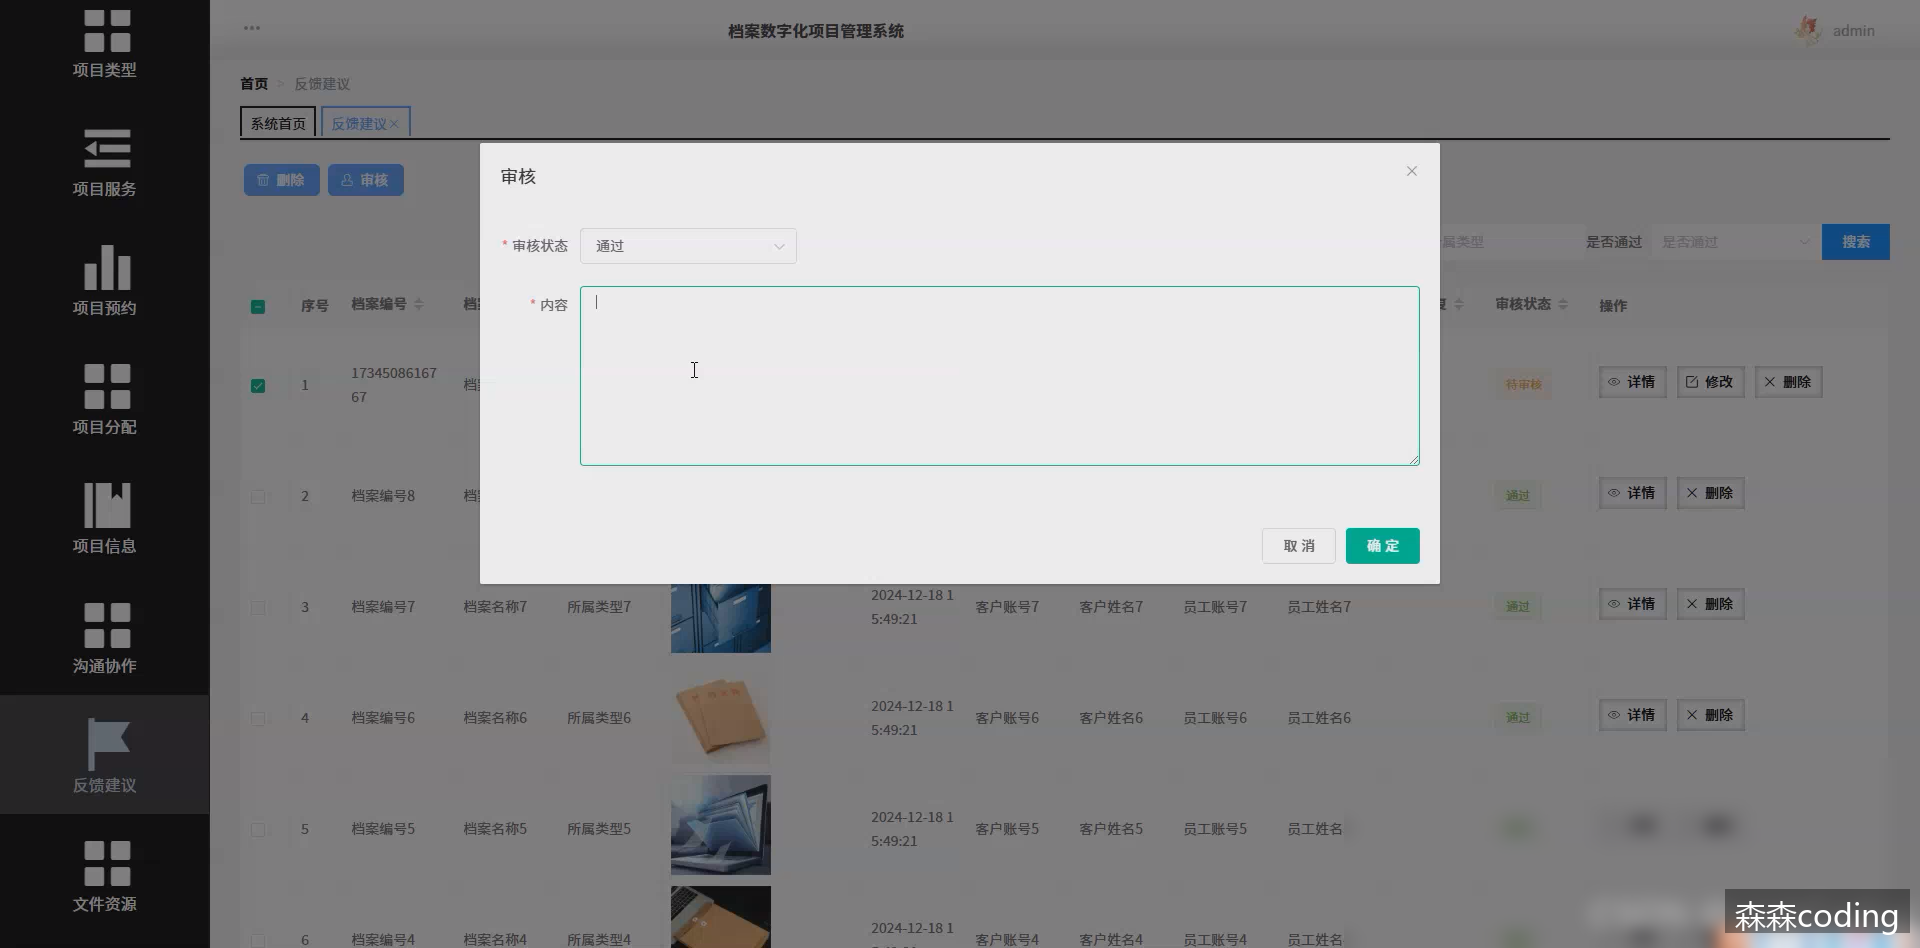 项目类型
项目服务
项目预约
项目分配
项目信息
沟通协作
反馈建议
文件资源
档案数字化项目管理系统
admin
首页 > 反馈建议
系统首页 反馈建议×
删除 审核
属类型 是否通过 是否通过 搜索
审核
* 审核状态 通过
* 内容
取 消 确 定
序号 档案编号 审核状态 操作
1 17345086167
67 待审核 详情 修改 删除
2 档案编号8 通过 详情 删除
3 档案编号7 档案名称7 所属类型7 2024-12-18 1
5:49:21 客户账号7 客户姓名7 员工账号7 员工姓名7 通过 详情 删除
4 档案编号6 档案名称6 所属类型6 2024-12-18 1
5:49:21 客户账号6 客户姓名6 员工账号6 员工姓名6 通过 详情 删除
5 档案编号5 档案名称5 所属类型5 2024-12-18 1
5:49:21 客户账号5 客户姓名5 员工账号5 员工姓名
6 档案编号4 档案名称4 所属类型4 2024-12-18 1
客户账号4 客户姓名4 员工账号4 员工姓名
森森coding